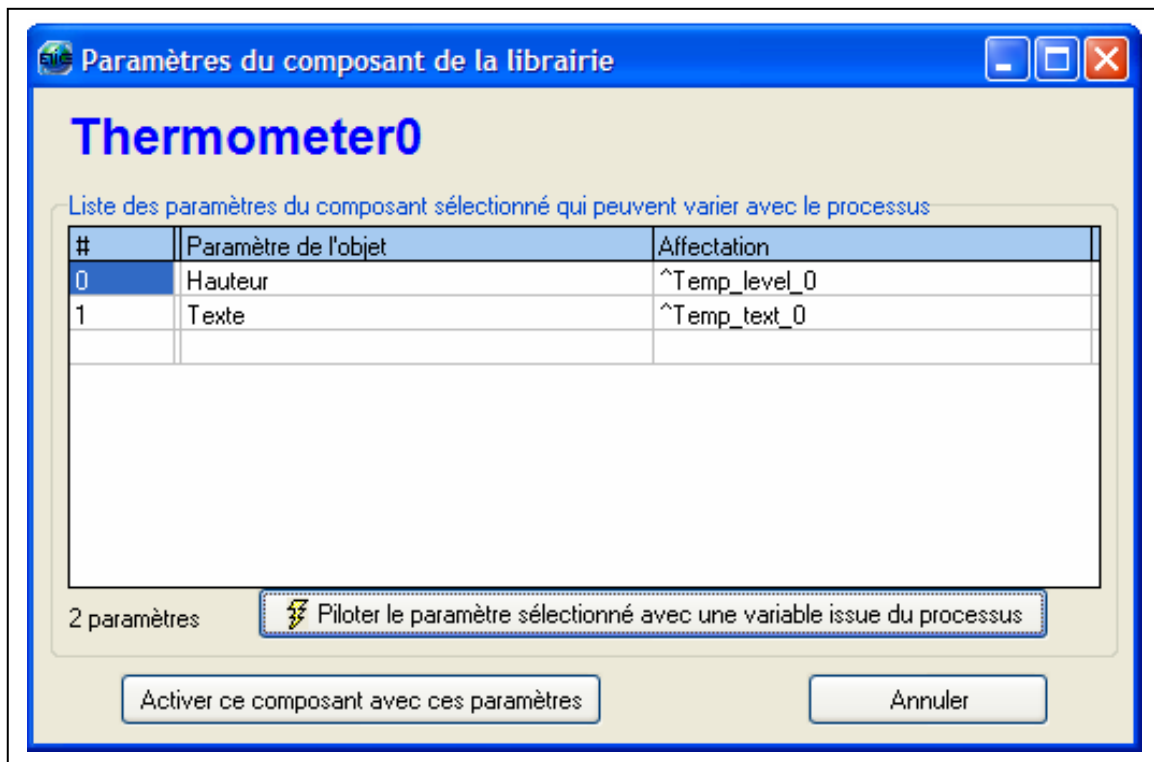 Paramètres du composant de la librairie
Thermometer0
Liste des paramètres du composant sélectionné qui peuvent varier avec le processus
# Paramètre de l'objet Affectation
0 Hauteur ^Temp_level_0
1 Texte ^Temp_text_0
2 paramètres Piloter le paramètre sélectionné avec une variable issue du processus
Activer ce composant avec ces paramètres Annuler